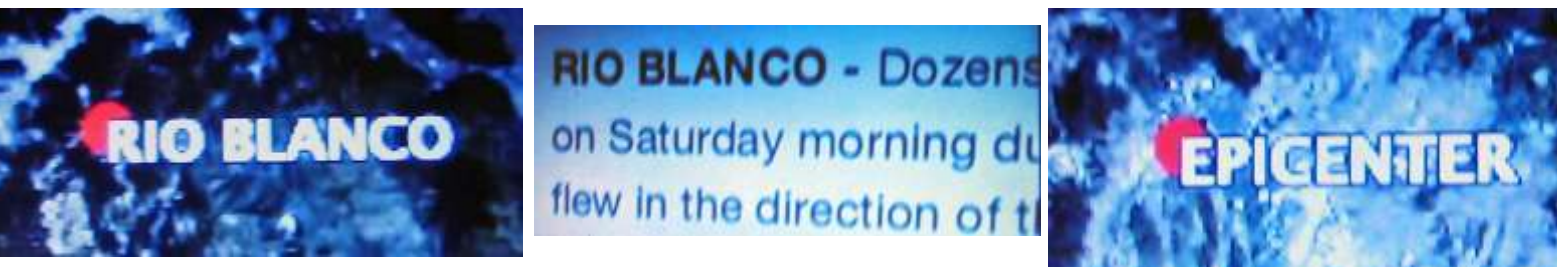 RIO BLANCO
RIO BLANCO - Dozens
on Saturday morning du
flew in the direction of
EPICENTER